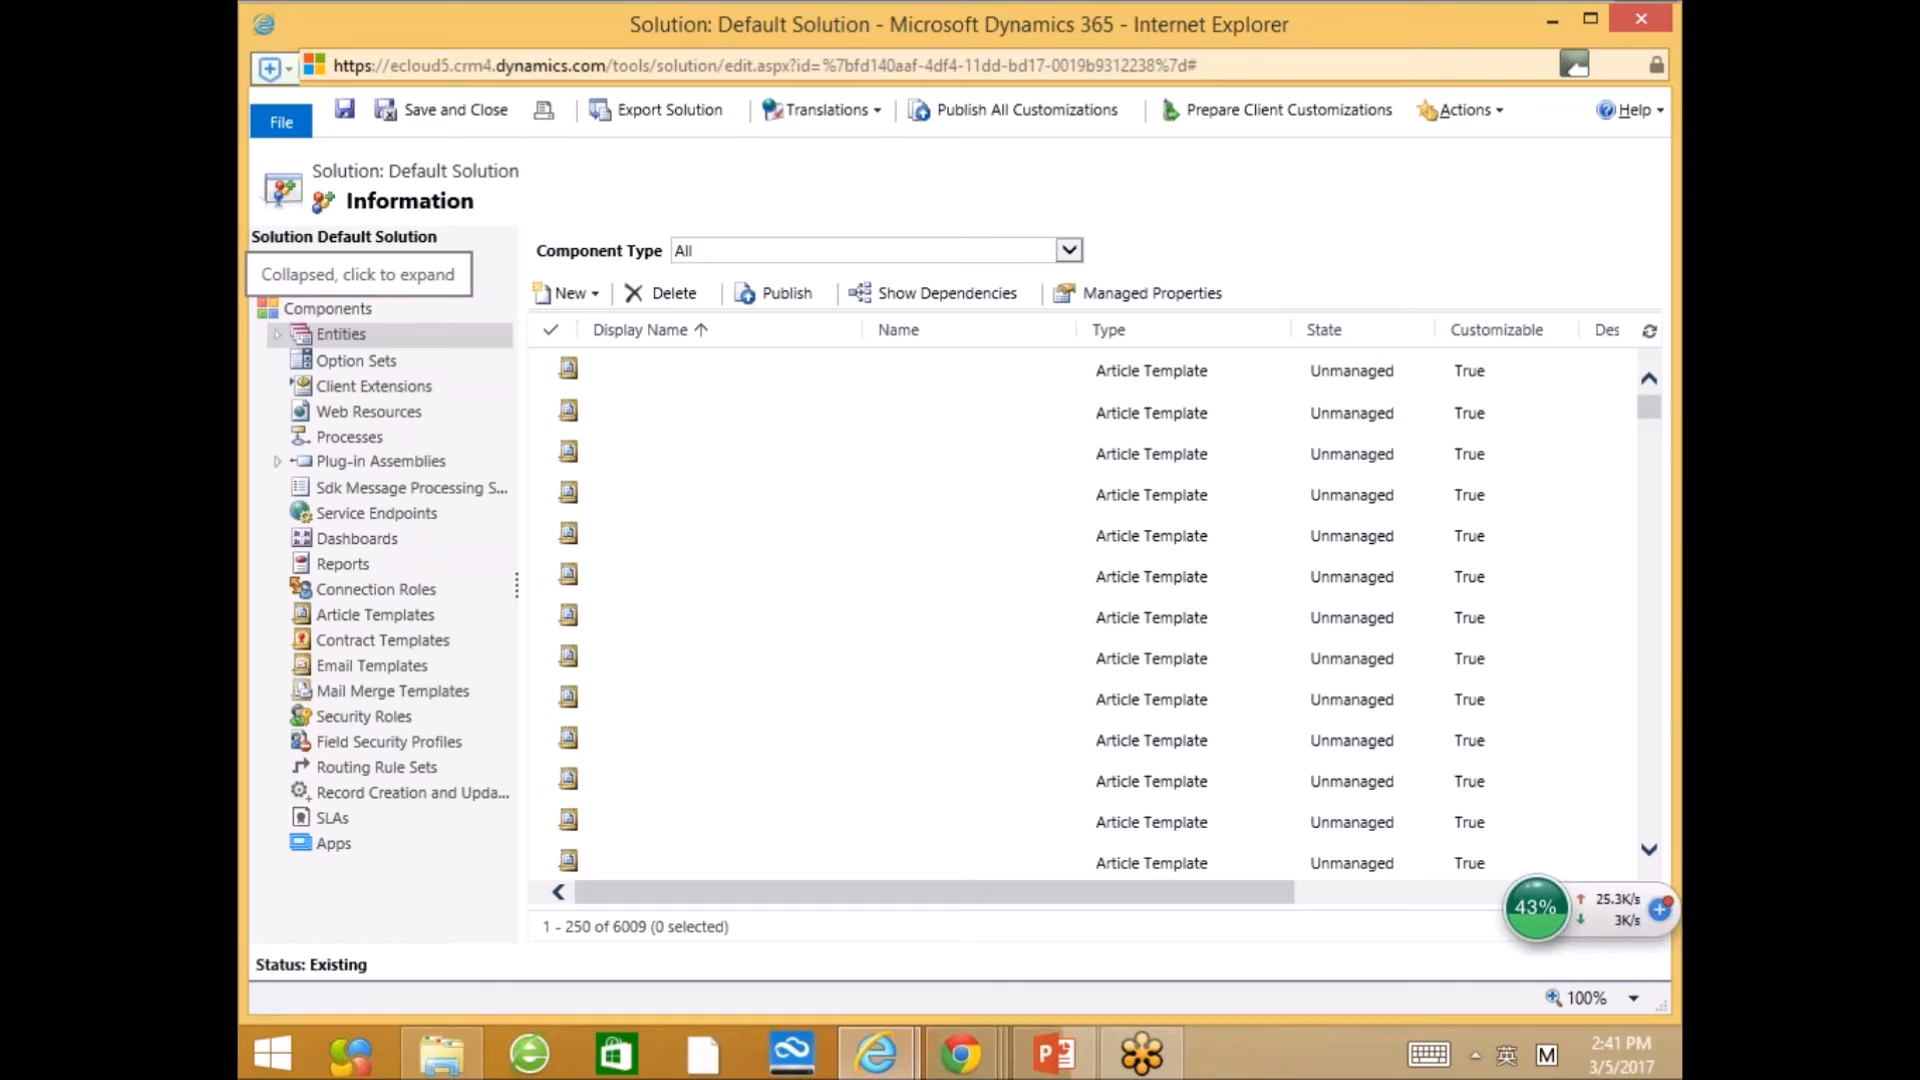 Solution: Default Solution - Microsoft Dynamics 365 - Internet Explorer
https://ecloud5.crm4.dynamics.com/tools/solution/edit.aspx?id=%7bfd140aaf-4df4-11dd-bd17-0019b9312238%7d#
File
Save and Close
Export Solution
Translations
Publish All Customizations
Prepare Client Customizations
Actions
Help
Solution: Default Solution
Information
Solution Default Solution
Collapsed, click to expand
Components
Entities
Option Sets
Client Extensions
Web Resources
Processes
Plug-in Assemblies
Sdk Message Processing S...
Service Endpoints
Dashboards
Reports
Connection Roles
Article Templates
Contract Templates
Email Templates
Mail Merge Templates
Security Roles
Field Security Profiles
Routing Rule Sets
Record Creation and Upda...
SLAs
Apps
Component Type All
New Delete Publish Show Dependencies Managed Properties
Display Name Name Type State Customizable Des
Article Template Unmanaged True
Article Template Unmanaged True
Article Template Unmanaged True
Article Template Unmanaged True
Article Template Unmanaged True
Article Template Unmanaged True
Article Template Unmanaged True
Article Template Unmanaged True
Article Template Unmanaged True
Article Template Unmanaged True
Article Template Unmanaged True
Article Template Unmanaged True
Article Template Unmanaged True
1 - 250 of 6009 (0 selected)
43%
25.3K/s
3K/s
Status: Existing
100%
英
M
2:41 PM
3/5/2017